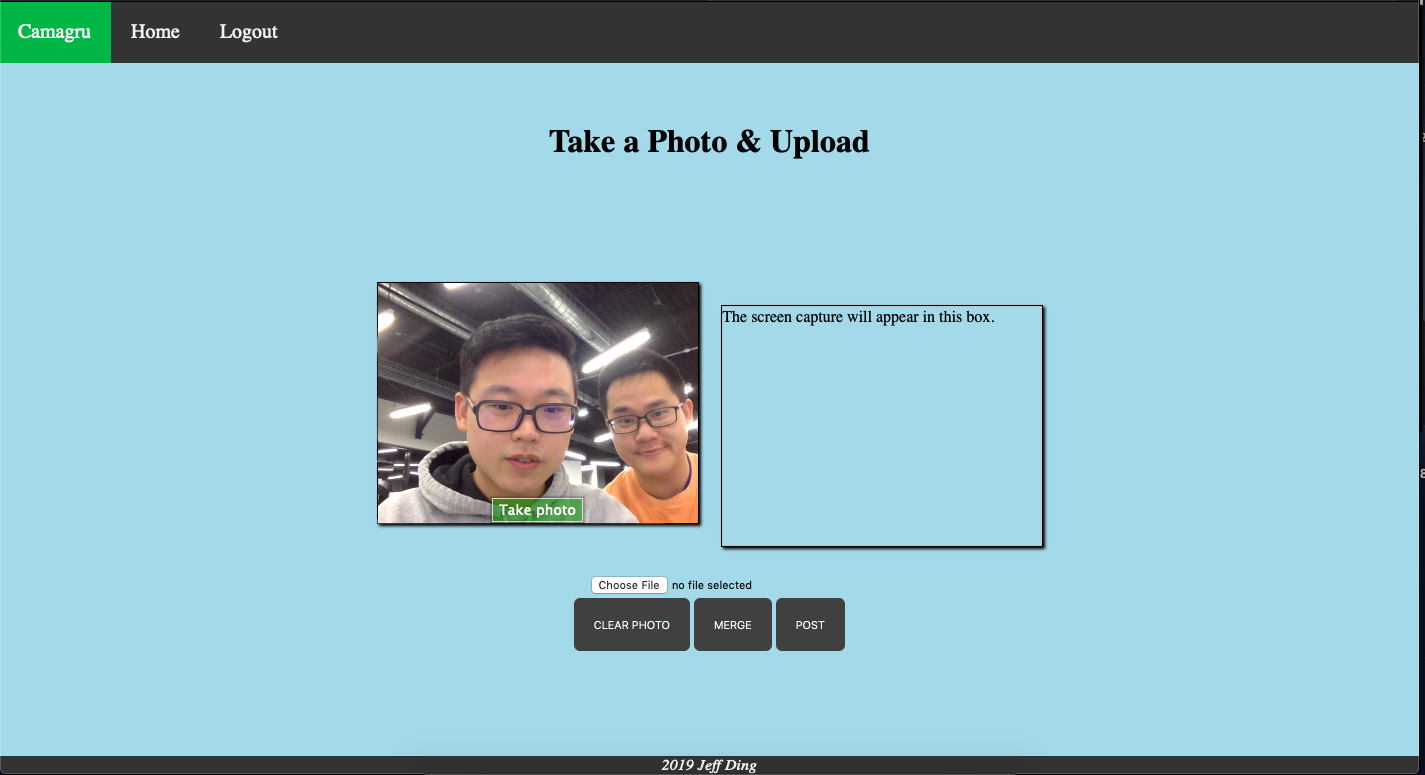 Camagru Home Logout
Take a Photo & Upload
The screen capture will appear in this box.
Take photo
Choose File no file selected
CLEAR PHOTO MERGE POST
2019 Jeff Ding